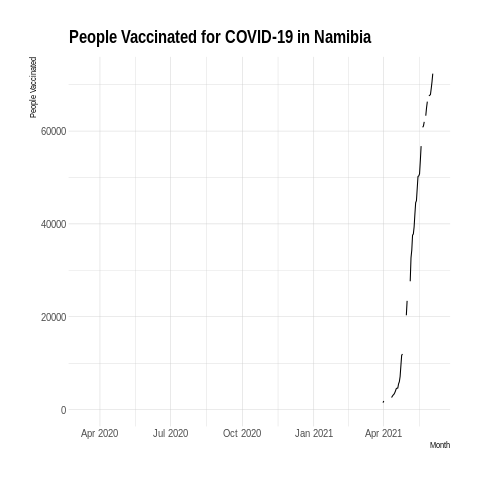 People Vaccinated for COVID-19 in Namibia
People Vaccinated
60000
40000
20000
0
Apr 2020 Jul 2020 Oct 2020 Jan 2021 Apr 2021
Month